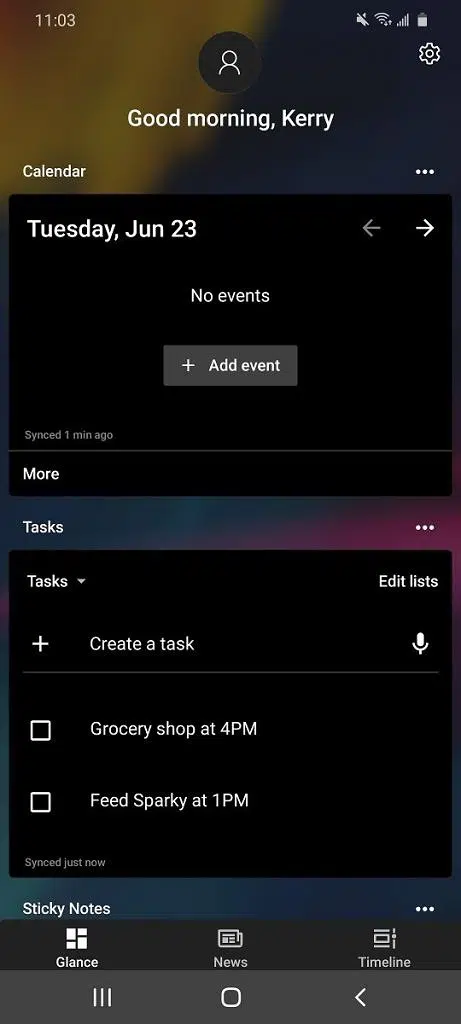 11:03
Good morning, Kerry
Calendar
Tuesday, Jun 23
No events
+ Add event
Synced 1 min ago
More
Tasks
Tasks Edit lists
+ Create a task
Grocery shop at 4PM
Feed Sparky at 1PM
Synced just now
Sticky Notes
Glance News Timeline